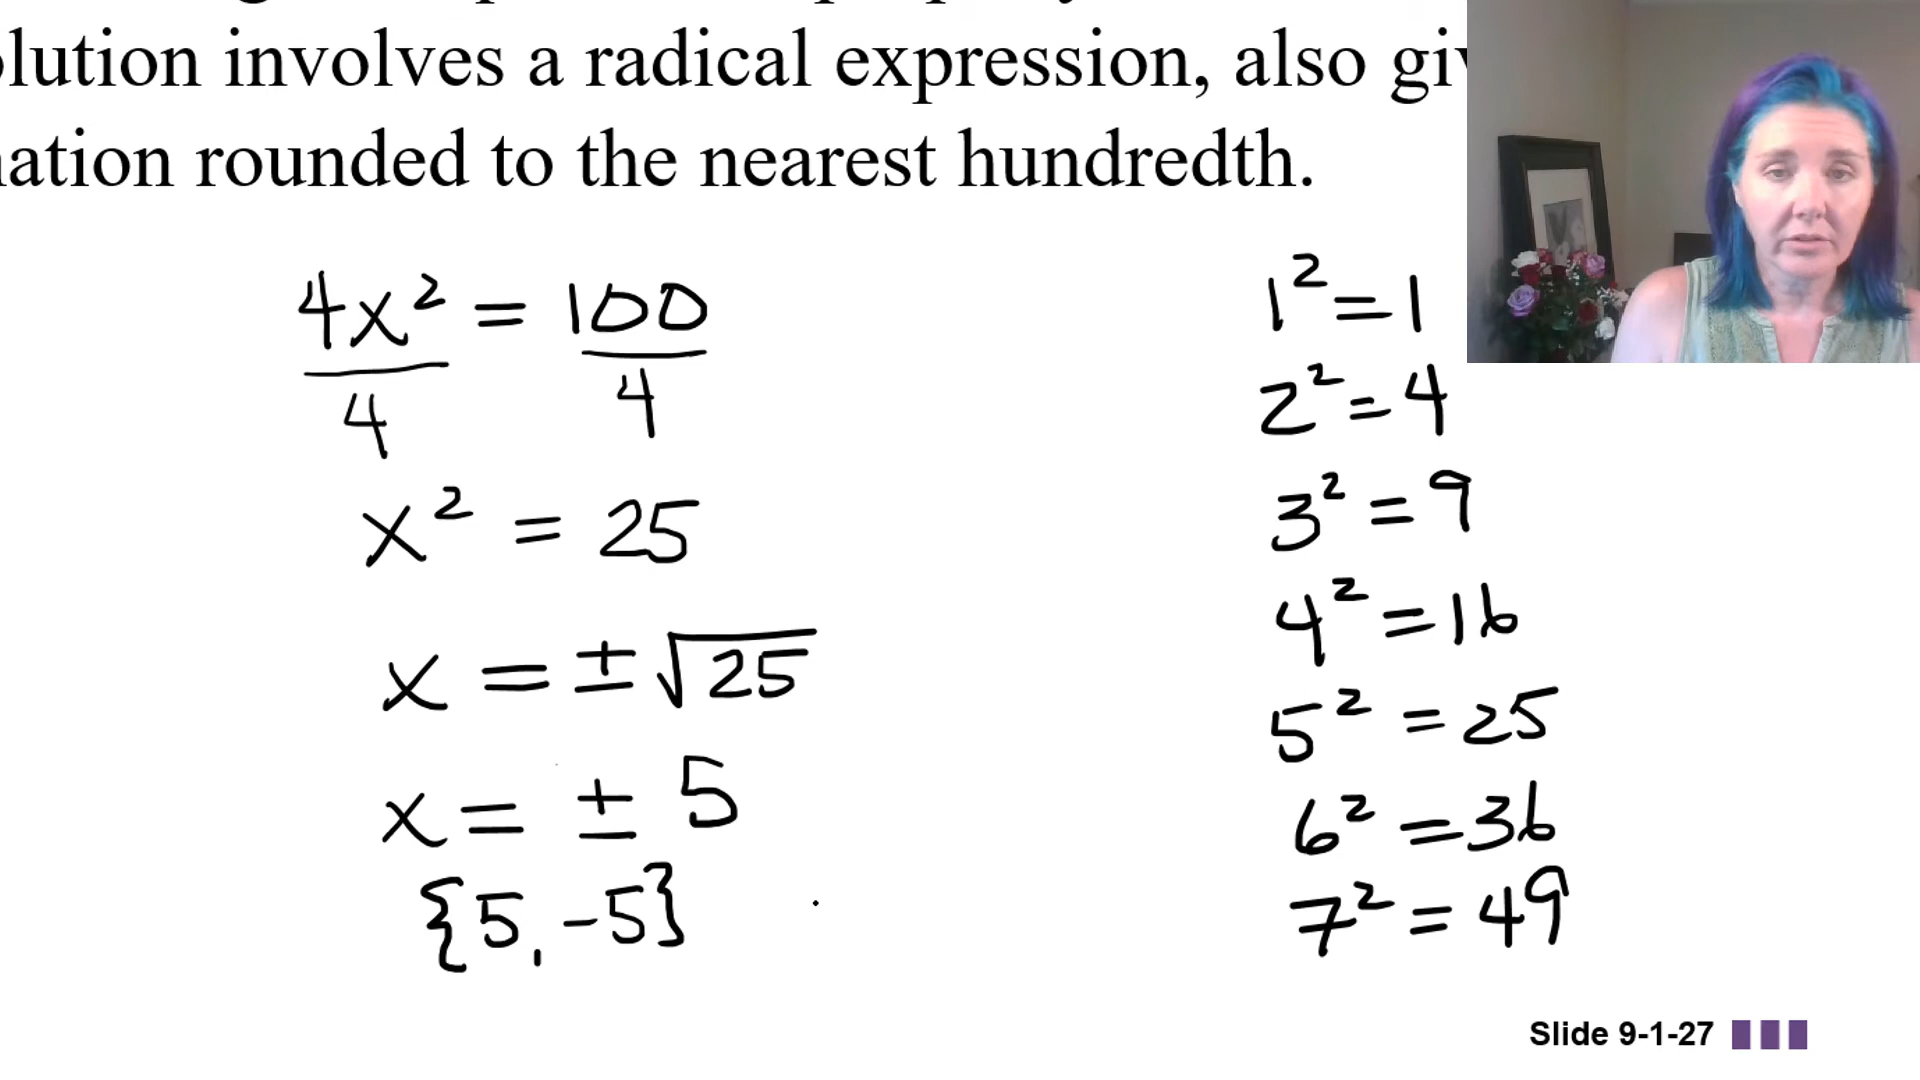 olution involves a radical expression, also
nation rounded to the nearest hundredth.
4x² = 100
4 4
x² = 25
x = ±√25
x = ± 5
{5, -5}
1² = 1
2² = 4
3² = 9
4² = 16
5² = 25
6² = 36
7² = 49
Slide 9-1-27